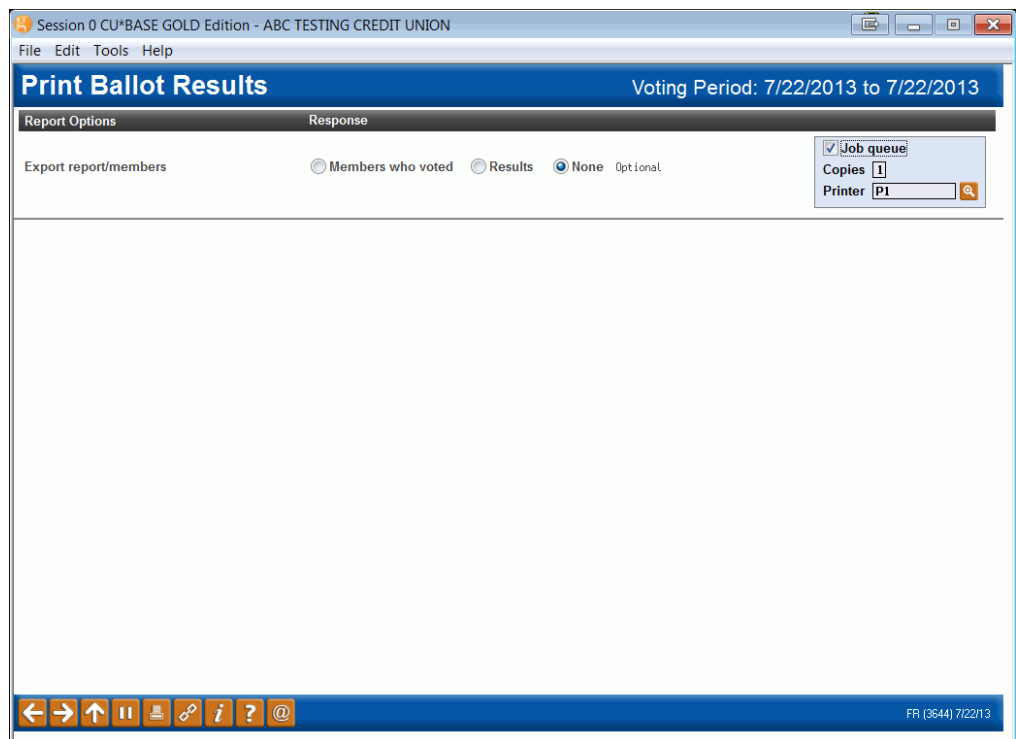 Session 0 CU*BASE GOLD Edition - ABC TESTING CREDIT UNION
File Edit Tools Help
Print Ballot Results Voting Period: 7/22/2013 to 7/22/2013
Report Options Response
Export report/members Members who voted Results None Optional
Job queue
Copies 1
Printer P1
FR (3644) 7/22/13